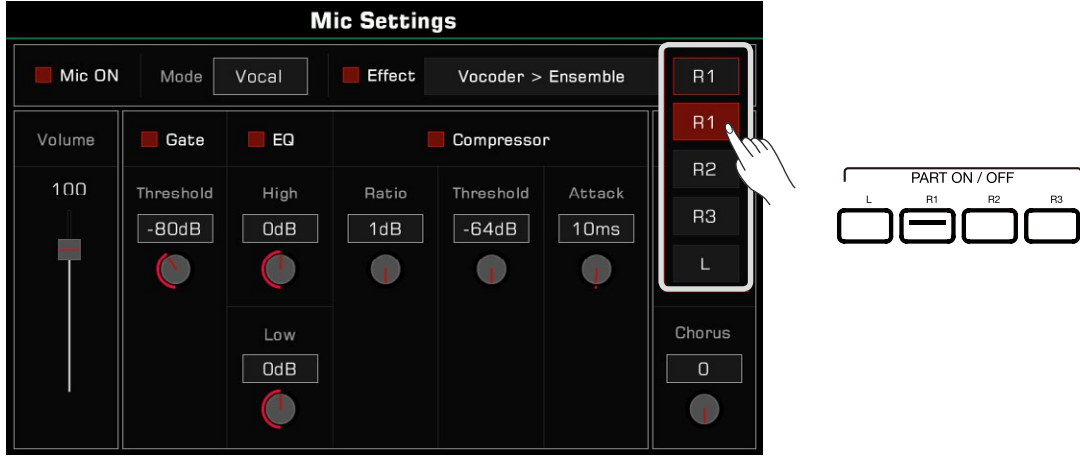 Mic Settings
Mic ON Mode Vocal Effect Vocoder > Ensemble R1
R1
R2
R3
L
Volume
100
Gate EQ Compressor
Threshold High Ratio Threshold Attack
-80dB 0dB 1dB -64dB 10ms
Low
0dB
Chorus
0
PART ON / OFF
L R1 R2 R3